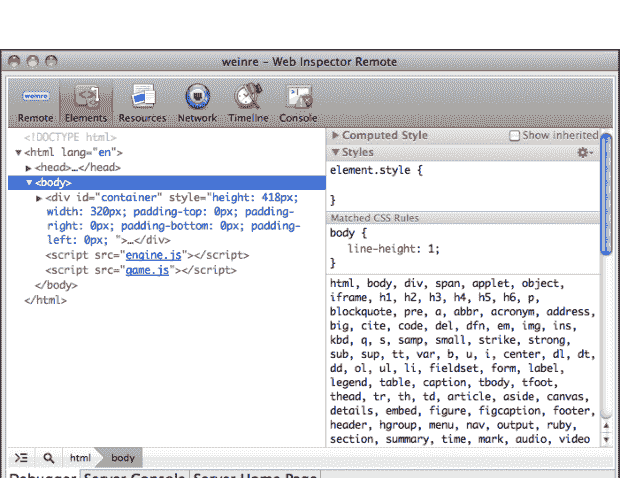 weinre – Web Inspector Remote
weinre
Remote Elements Resources Network Timeline Console
<!DOCTYPE html>
▼<html lang="en">
▶<head>…</head>
▼<body>
▶<div id="container" style="height: 418px;
width: 320px; padding-top: 0px; padding-
right: 0px; padding-bottom: 0px; padding-
left: 0px; ">…</div>
<script src="engine.js"></script>
<script src="game.js"></script>
</body>
</html>
▶ Computed Style Show inherited
▼ Styles
element.style {
}
Matched CSS Rules
body {
line-height: 1;
}
html, body, div, span, applet, object,
iframe, h1, h2, h3, h4, h5, h6, p,
blockquote, pre, a, abbr, acronym, address,
big, cite, code, del, dfn, em, img, ins,
kbd, q, s, samp, small, strike, strong,
sub, sup, tt, var, b, u, i, center, dl, dt,
dd, ol, ul, li, fieldset, form, label,
legend, table, caption, tbody, tfoot,
thead, tr, th, td, article, aside, canvas,
details, embed, figure, figcaption, footer,
header, hgroup, menu, nav, output, ruby,
section, summary, time, mark, audio, video
html body
Debugger Server Console Server Home Page